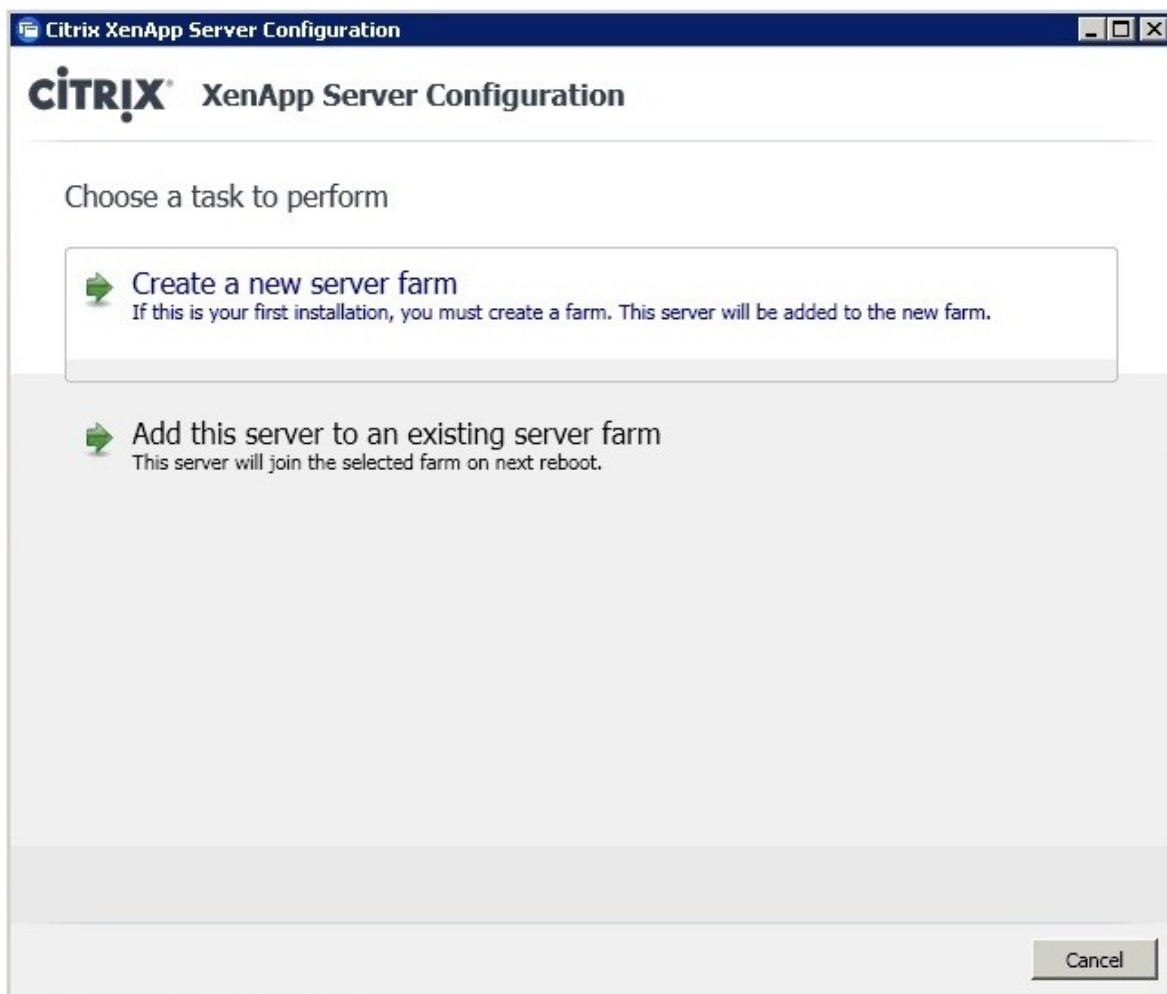 Citrix XenApp Server Configuration
CİTRIX® XenApp Server Configuration
Choose a task to perform
Create a new server farm
If this is your first installation, you must create a farm. This server will be added to the new farm.
Add this server to an existing server farm
This server will join the selected farm on next reboot.
Cancel